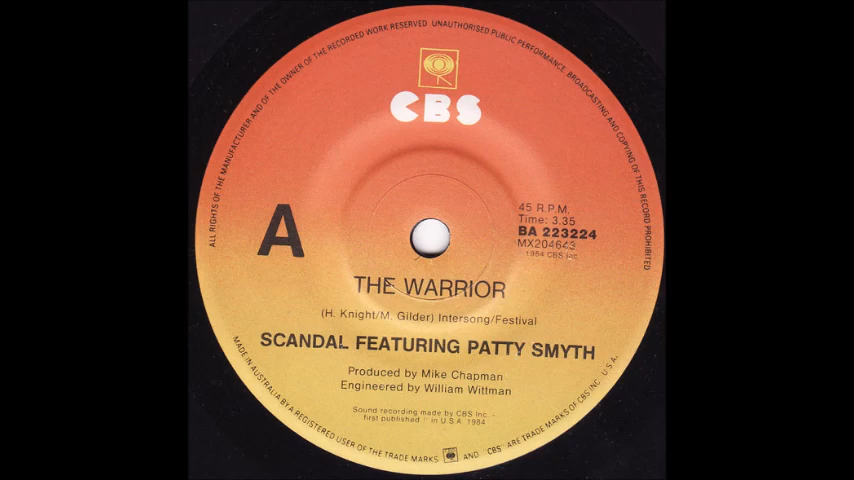 ALL RIGHTS OF THE MANUFACTURER AND OF THE OWNER OF THE RECORDED WORK RESERVED. UNAUTHORISED PUBLIC PERFORMANCE, BROADCASTING AND COPYING OF THIS RECORD PROHIBITED
CBS
A
45 R.P.M.
Time: 3.35
BA 223224
MX204643
1984 CBS Inc.
THE WARRIOR
(H. Knight/M. Gilder) Intersong/Festival
SCANDAL FEATURING PATTY SMYTH
Produced by Mike Chapman
Engineered by William Wittman
Sound recording made by CBS Inc. -
first published in U.S.A. 1984
MADE IN AUSTRALIA BY A REGISTERED USER OF THE TRADE MARKS AND "CBS" ARE TRADE MARKS OF CBS INC. U.S.A.